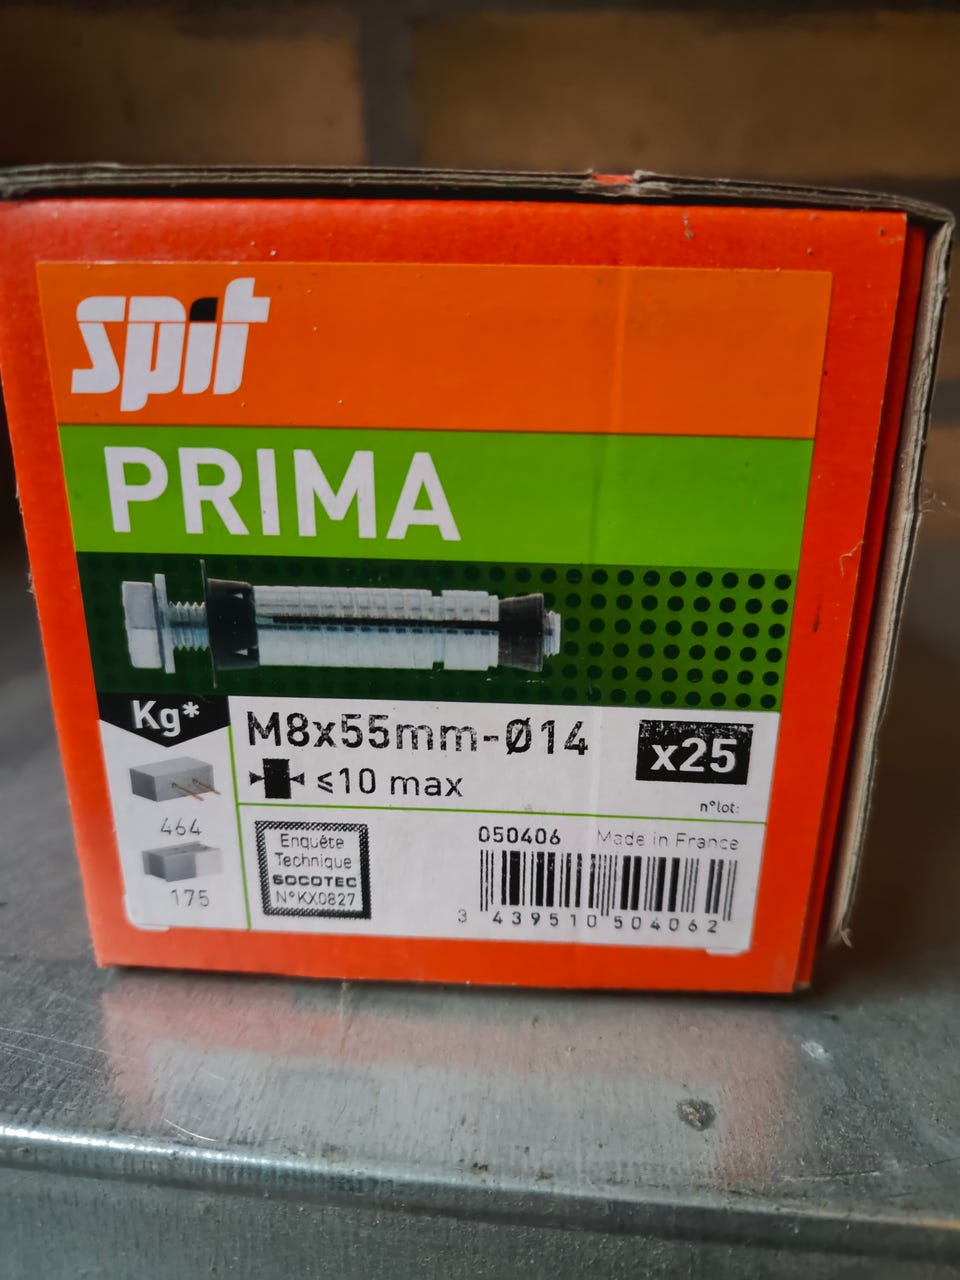 spit
PRIMA
Kg*
M8x55mm-Ø14
x25
≤10 max
n°lot:
464
175
Enquête
Technique
SOCOTEC
N°KX0827
050406 Made in France
3 439510 504062